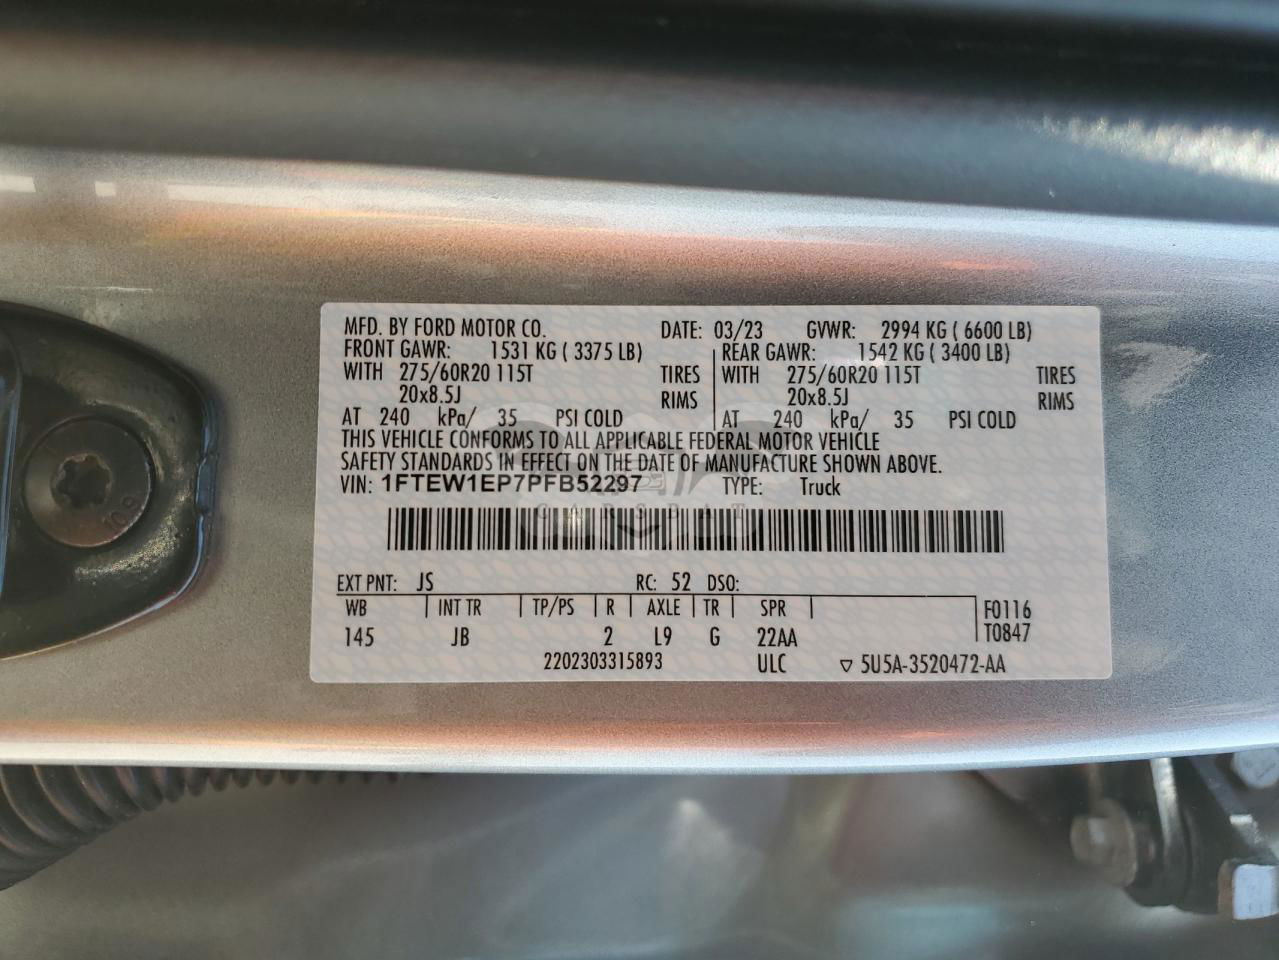 MFD. BY FORD MOTOR CO. DATE: 03/23 GVWR: 2994 KG ( 6600 LB)
FRONT GAWR: 1531 KG ( 3375 LB) REAR GAWR: 1542 KG ( 3400 LB)
WITH 275/60R20 115T TIRES WITH 275/60R20 115T TIRES
20x8.5J RIMS 20x8.5J RIMS
AT 240 kPa/ 35 PSI COLD AT 240 kPa/ 35 PSI COLD
THIS VEHICLE CONFORMS TO ALL APPLICABLE FEDERAL MOTOR VEHICLE
SAFETY STANDARDS IN EFFECT ON THE DATE OF MANUFACTURE SHOWN ABOVE.
VIN: 1FTEW1EP7PFB52297 TYPE: Truck
CARSBAT
EXT PNT: JS RC: 52 DSO:
WB INT TR TP/PS R AXLE TR SPR F0116
145 JB 2 L9 G 22AA T0847
2202303315893 ULC ▽ 5U5A-3520472-AA
10.9